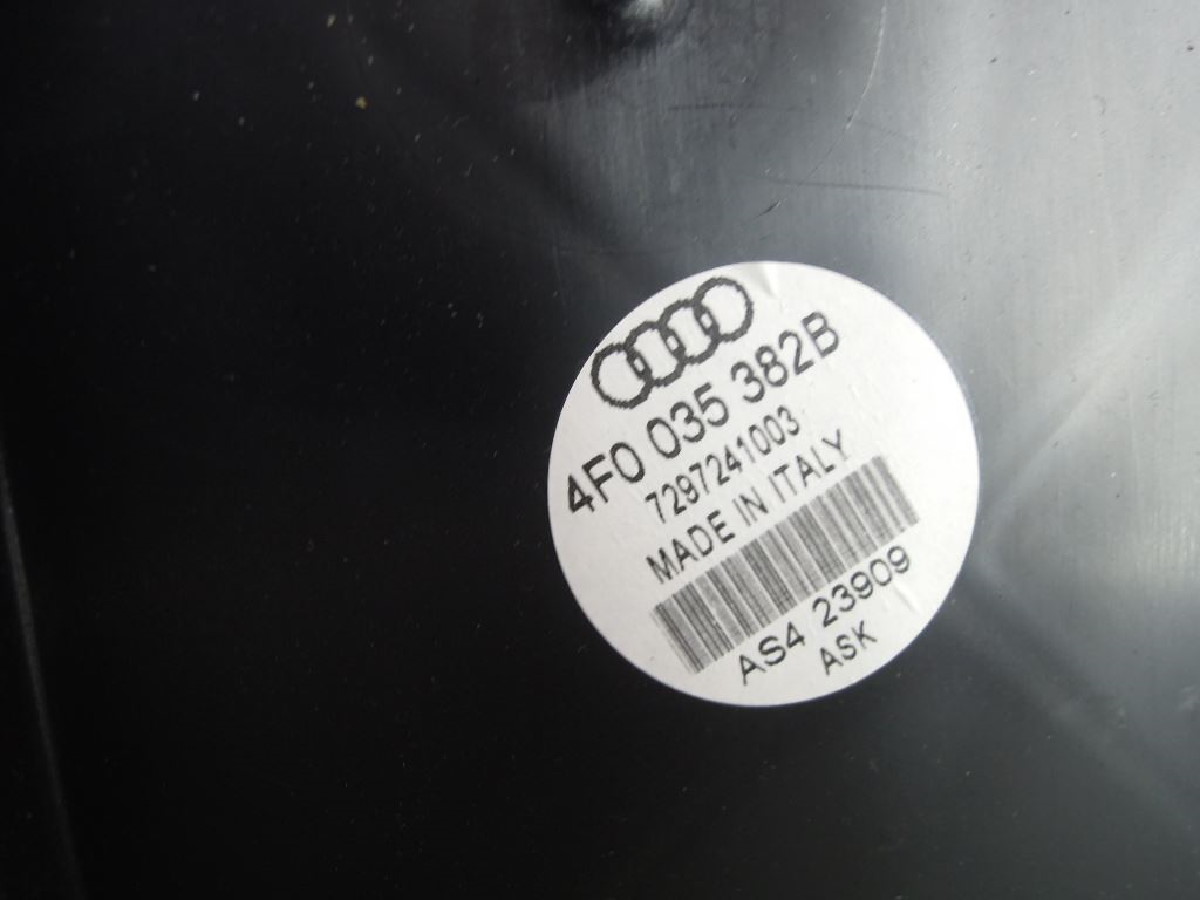 4F0 035 382B
7297241003
MADE IN ITALY
AS4 23909
ASK